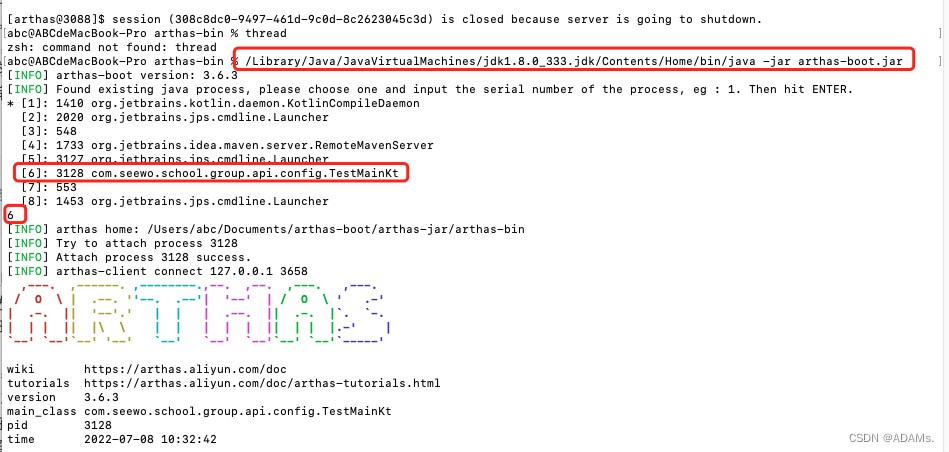 [arthas@3088]$ session (308c8dc0-9497-461d-9c0d-8c2623045c3d) is closed because server is going to shutdown.
[abc@ABCdeMacBook-Pro arthas-bin % thread ]
zsh: command not found: thread
[abc@ABCdeMacBook-Pro arthas-bin % /Library/Java/JavaVirtualMachines/jdk1.8.0_333.jdk/Contents/Home/bin/java -jar arthas-boot.jar ]
[INFO] arthas-boot version: 3.6.3
[INFO] Found existing java process, please choose one and input the serial number of the process, eg : 1. Then hit ENTER.
* [1]: 1410 org.jetbrains.kotlin.daemon.KotlinCompileDaemon
[2]: 2020 org.jetbrains.jps.cmdline.Launcher
[3]: 548
[4]: 1733 org.jetbrains.idea.maven.server.RemoteMavenServer
[5]: 3127 org.jetbrains.jps.cmdline.Launcher
[6]: 3128 com.seewo.school.group.api.config.TestMainKt
[7]: 553
[8]: 1453 org.jetbrains.jps.cmdline.Launcher
6
[INFO] arthas home: /Users/abc/Documents/arthas-boot/arthas-jar/arthas-bin
[INFO] Try to attach process 3128
[INFO] Attach process 3128 success.
[INFO] arthas-client connect 127.0.0.1 3658
ARTHAS
wiki https://arthas.aliyun.com/doc
tutorials https://arthas.aliyun.com/doc/arthas-tutorials.html
version 3.6.3
main_class com.seewo.school.group.api.config.TestMainKt
pid 3128
time 2022-07-08 10:32:42
CSDN @ADAMs.